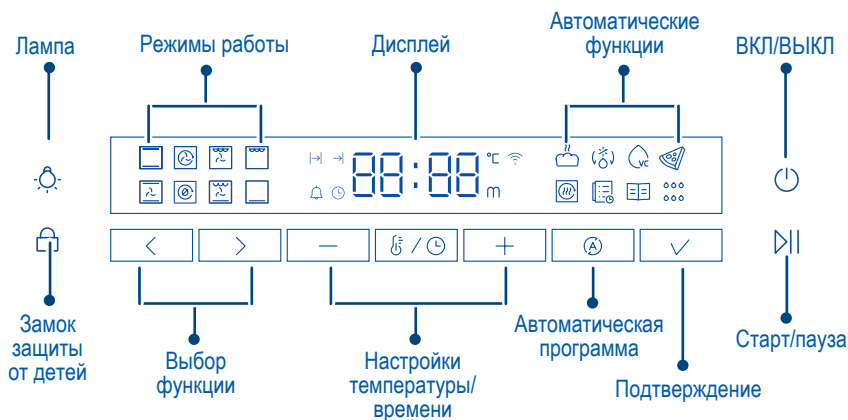 Автоматические
функции
Лампа
Режимы работы
Дисплей
ВКЛ/ВЫКЛ
88:88
°C
VC
m
A
Замок
защиты
от детей
Выбор
функции
Настройки
температуры/
времени
Автоматическая
программа
Старт/пауза
Подтверждение